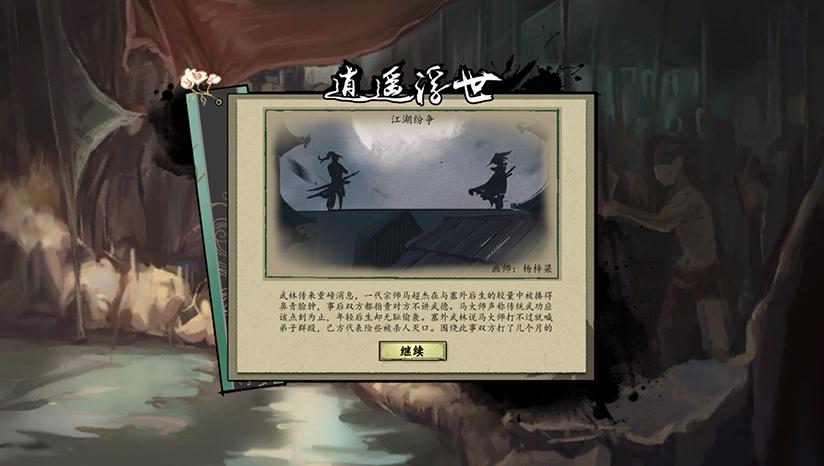 逍遥浮世
江湖纷争
画师：杨梓梁
武林传来重磅消息，一代宗师马超杰在与塞外后生的较量中被揍得
鼻青脸肿，事后双方都指责对方不讲武德。马大师声称传统武功应
该点到为止，年轻后生却无耻偷袭。塞外武林说马大师打不过就喊
弟子群殴，己方代表险些被杀人灭口。围绕此事双方打了几个月的
继续